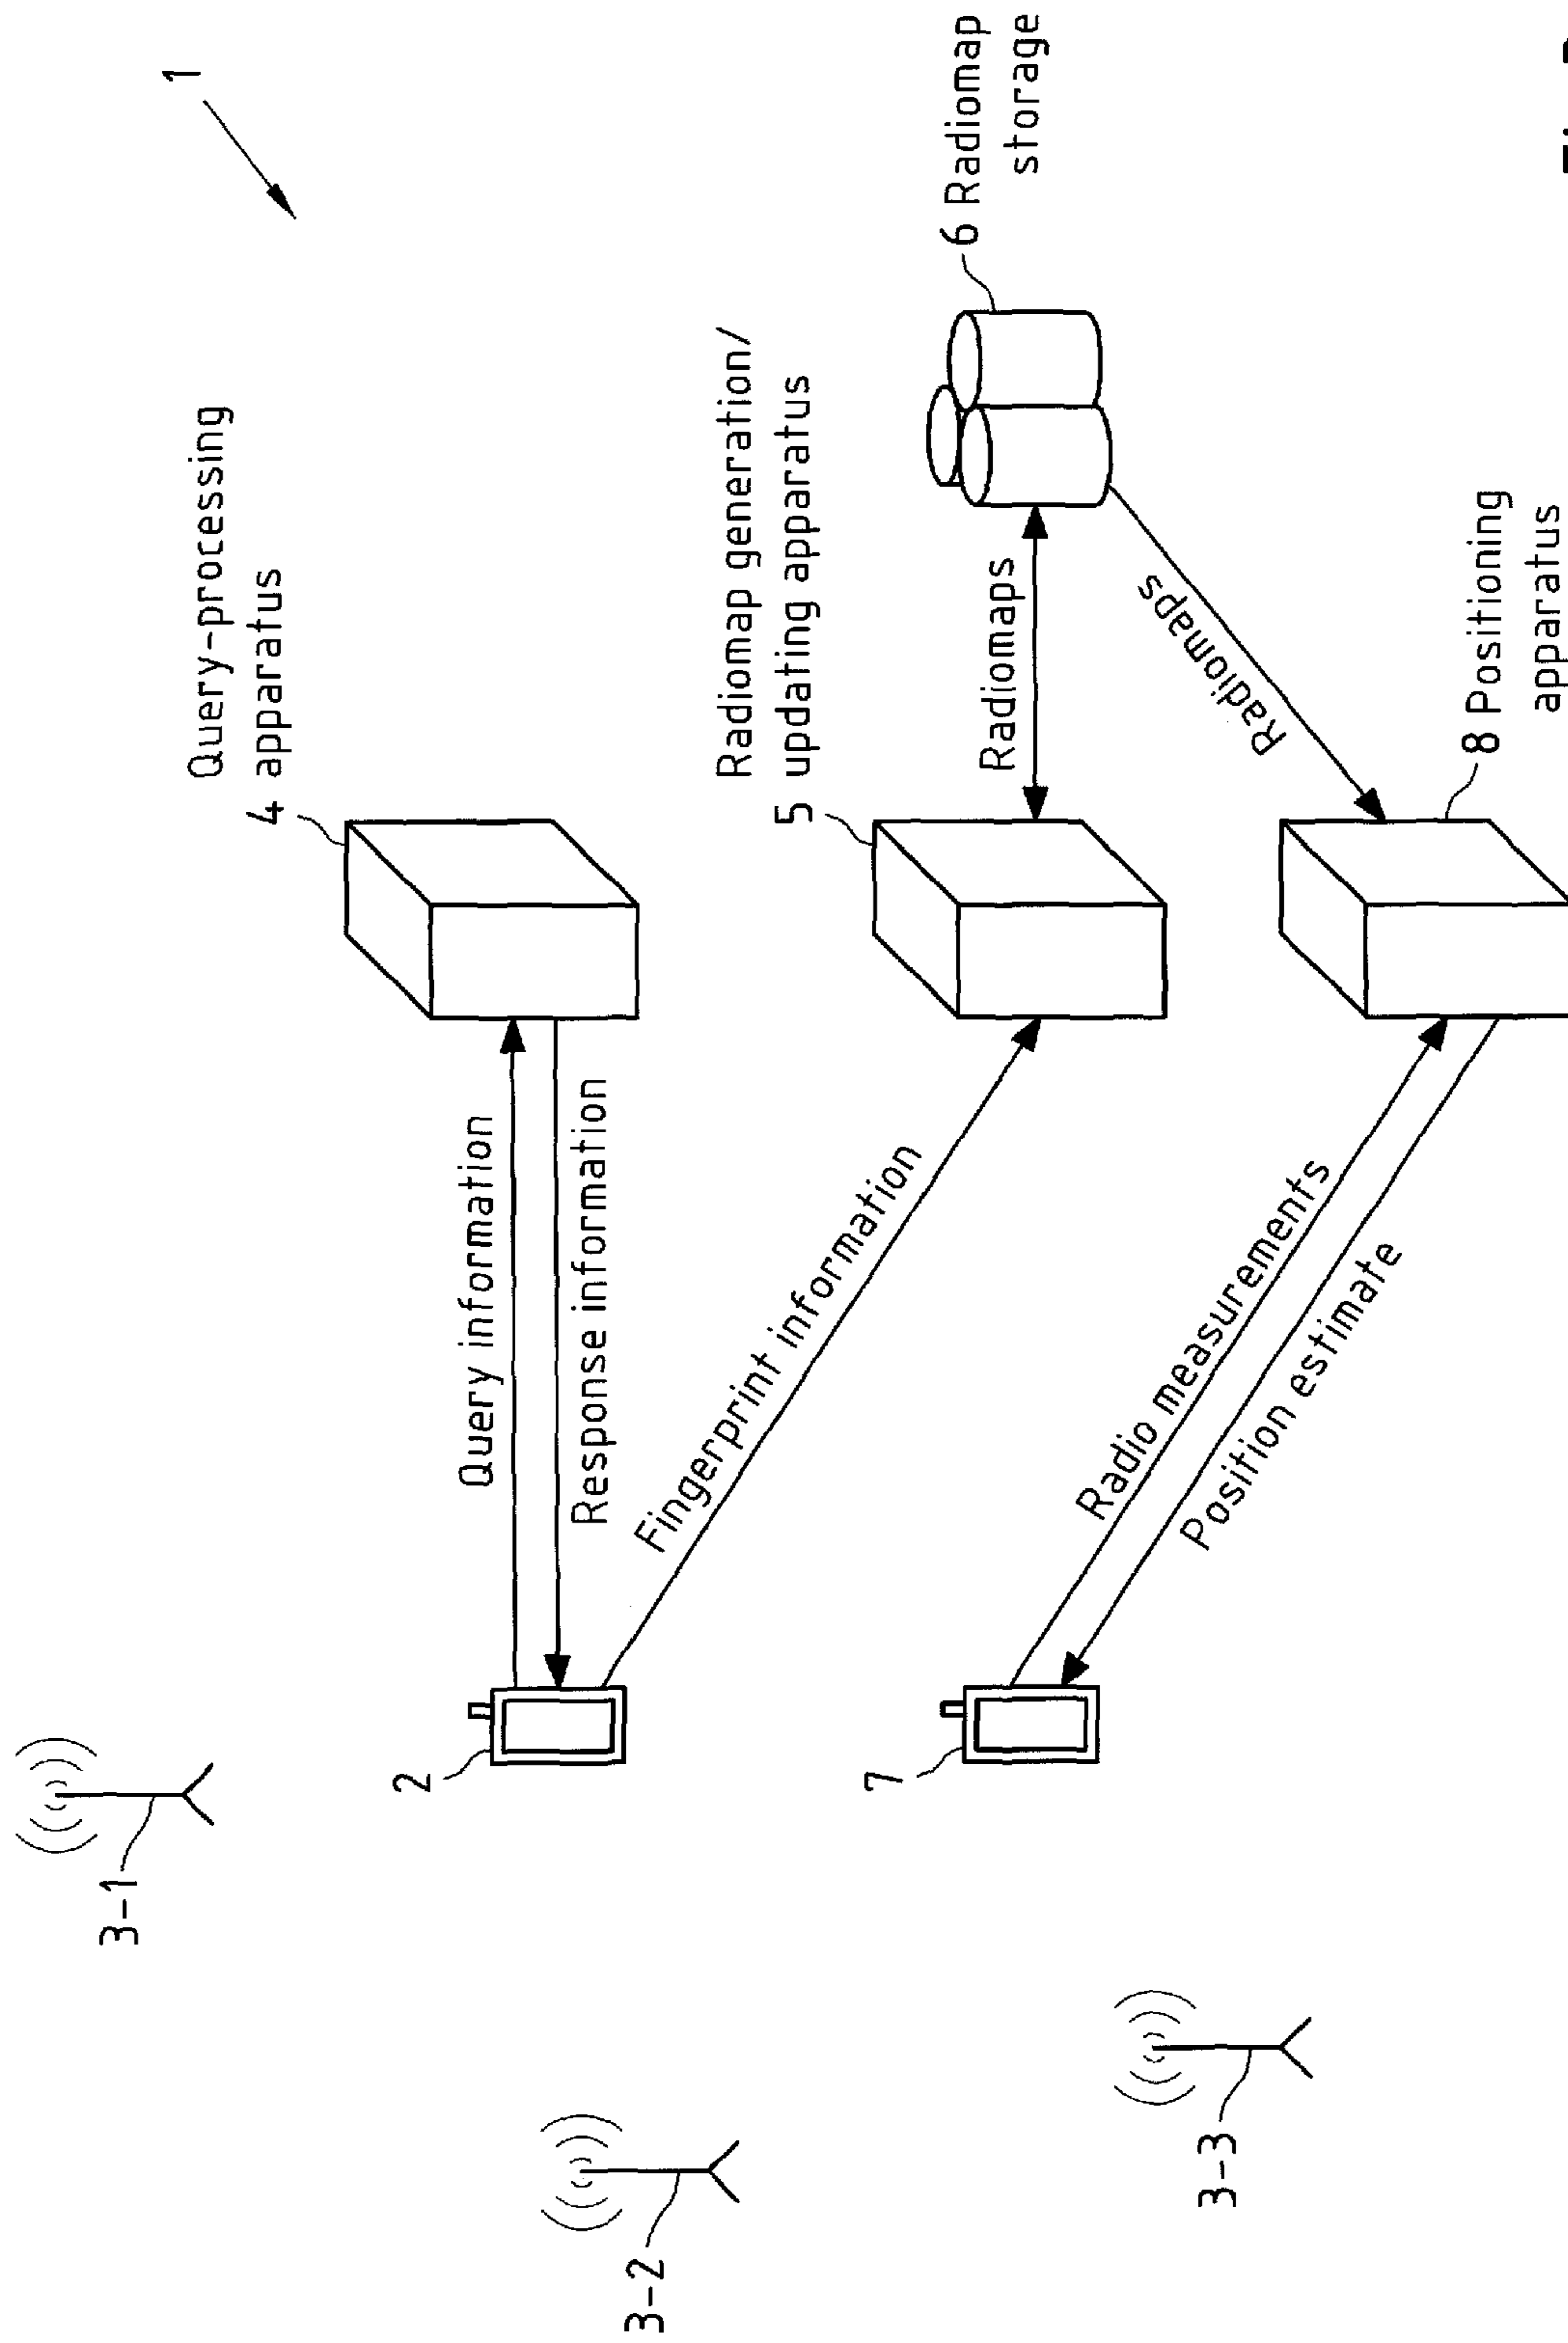 1
Query-processing
4 apparatus
Query information
Response information
3-1
2
Radiomap generation/
5 updating apparatus
6 Radiomap
storage
Radiomaps
Radiomaps
Fingerprint information
3-2
7
8 Positioning
apparatus
Radio measurements
Position estimate
3-3